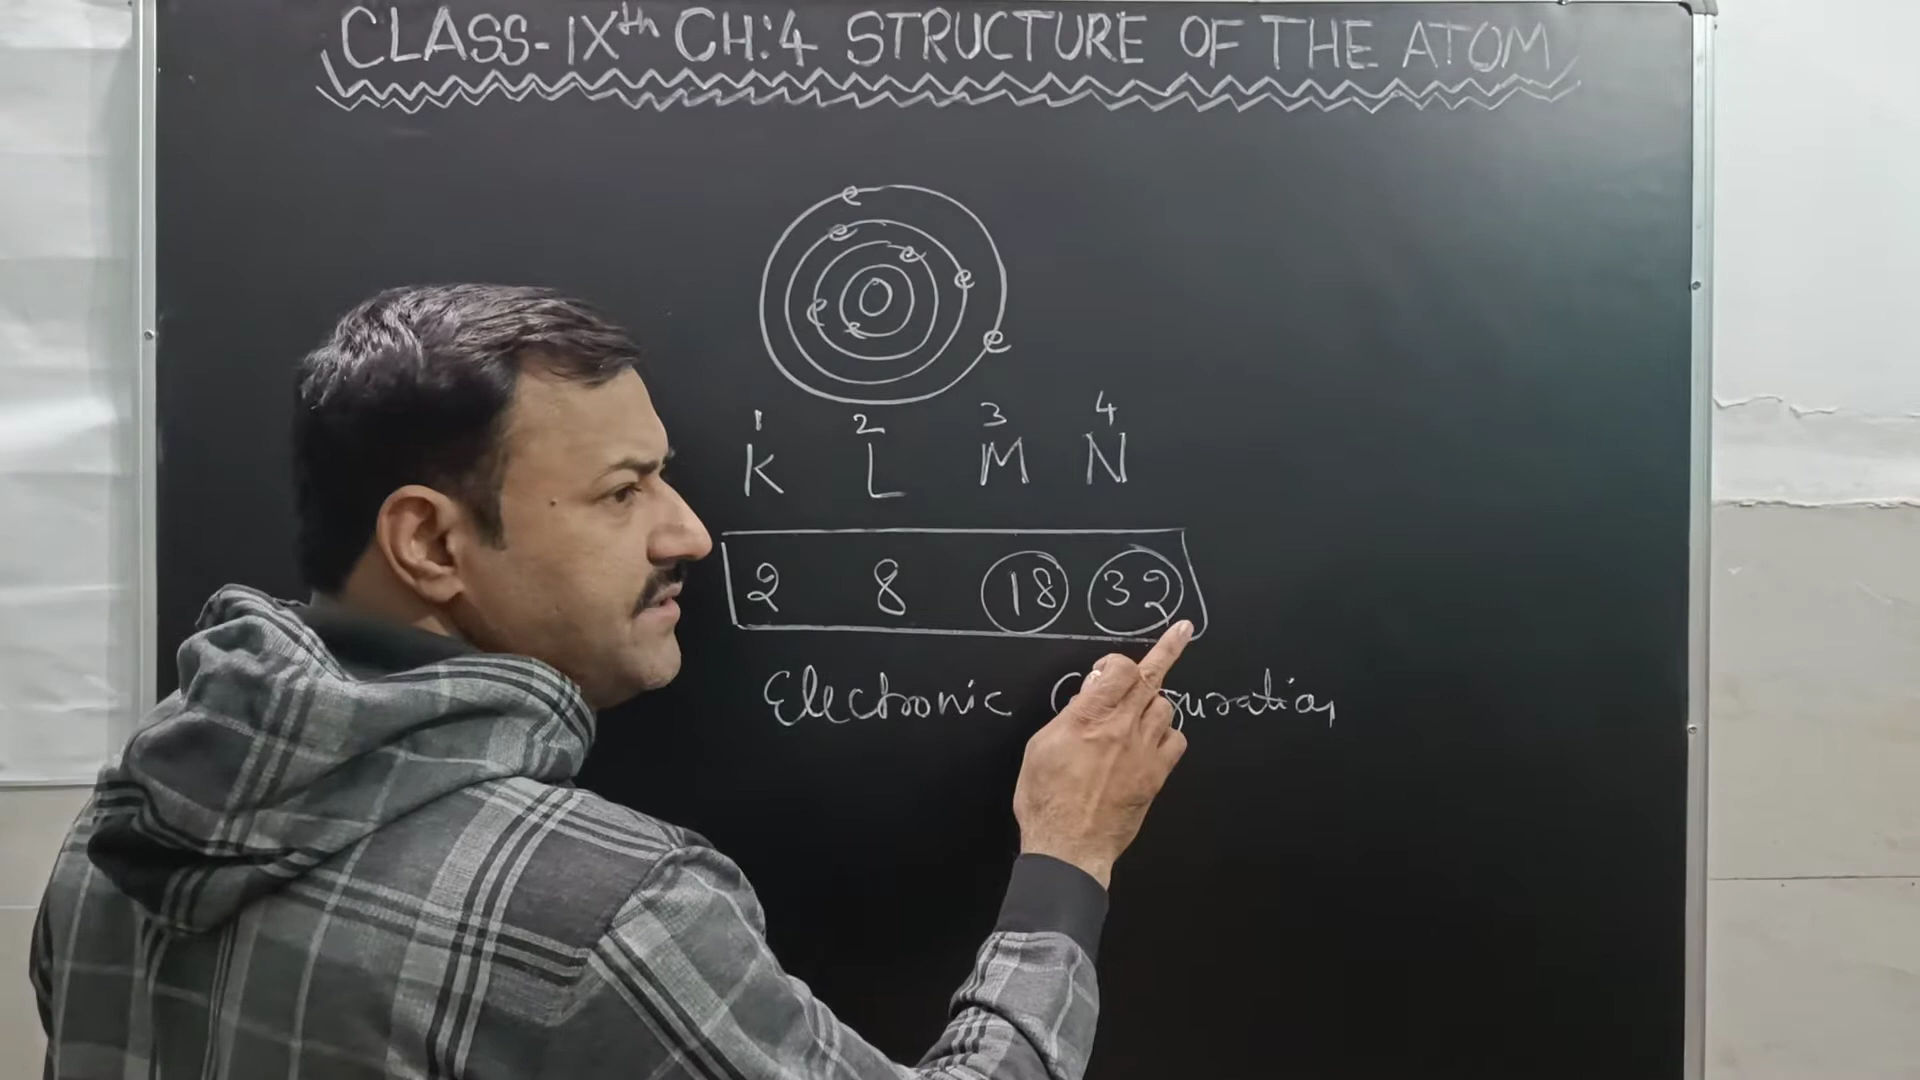 CLASS-IXth CH:4 STRUCTURE OF THE ATOM
e
e
e
e
e
e
e
1 2 3 4
K L M N
2 8 18 32
Electronic